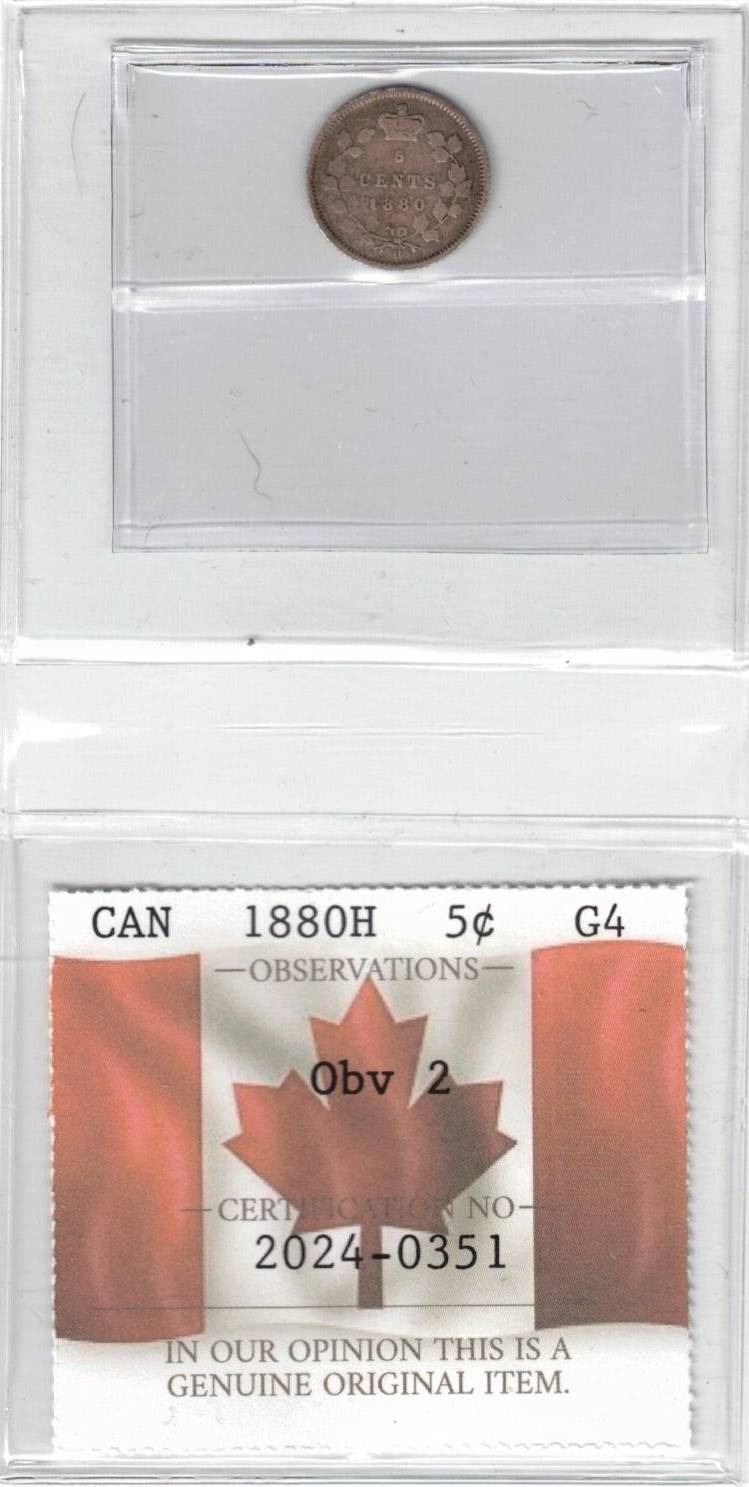 5
CENTS
1880
H
CAN 1880H 5¢ G4
—OBSERVATIONS—
Obv 2
—CERTIFICATION NO—
2024-0351
IN OUR OPINION THIS IS A
GENUINE ORIGINAL ITEM.